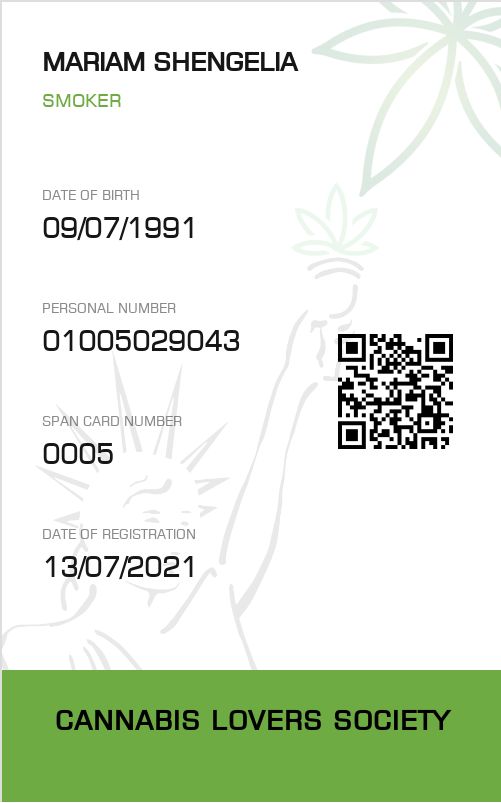 MARIAM SHENGELIA
SMOKER
DATE OF BIRTH
09/07/1991
PERSONAL NUMBER
01005029043
SPAN CARD NUMBER
0005
DATE OF REGISTRATION
13/07/2021
CANNABIS LOVERS SOCIETY